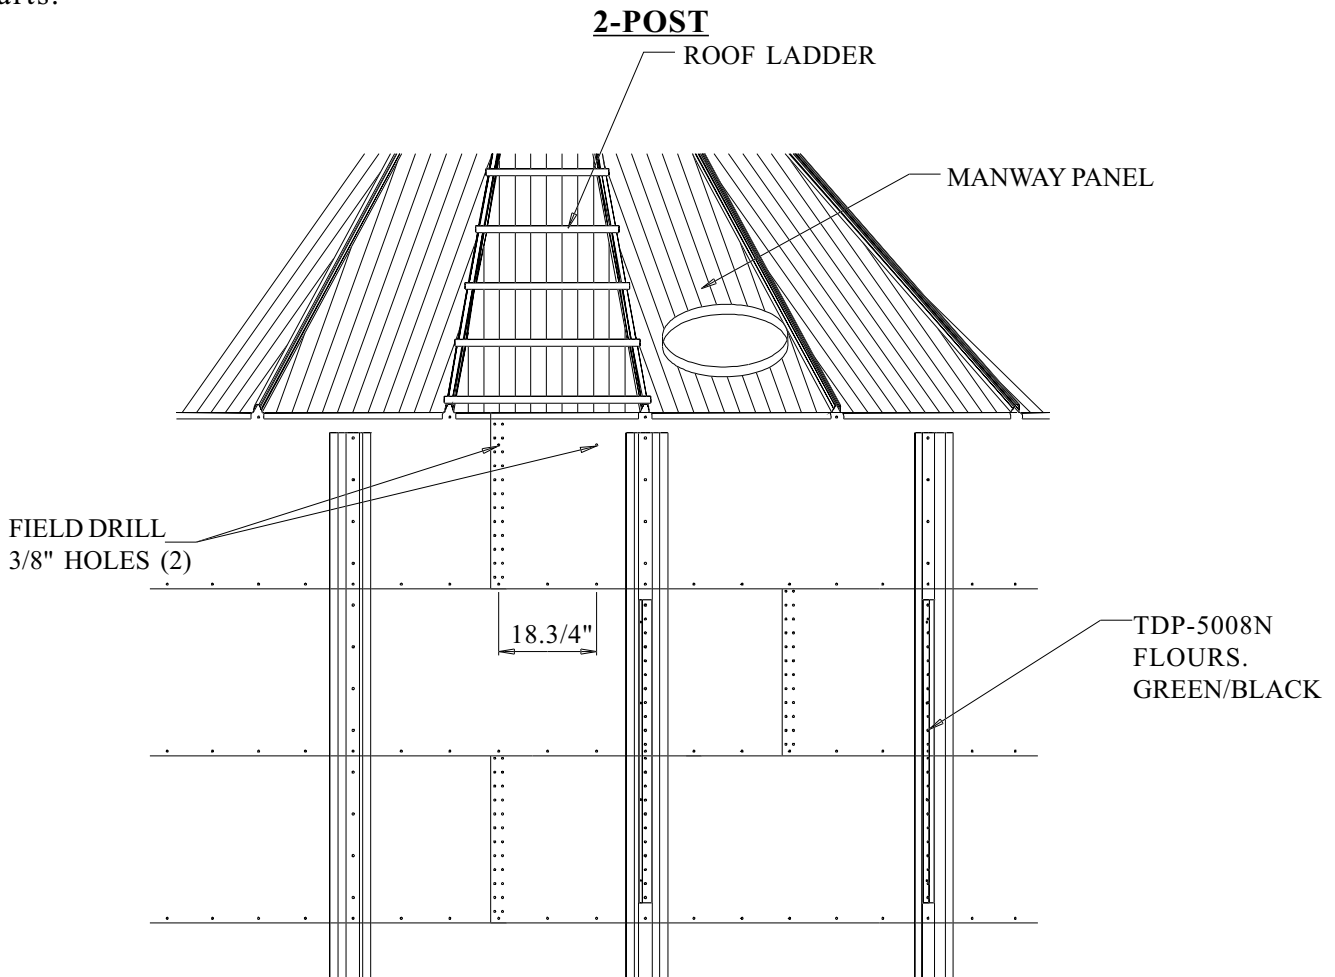 arts.
2-POST
ROOF LADDER
MANWAY PANEL
FIELD DRILL
3/8" HOLES (2)
18.3/4"
TDP-5008N
FLOURS.
GREEN/BLACK